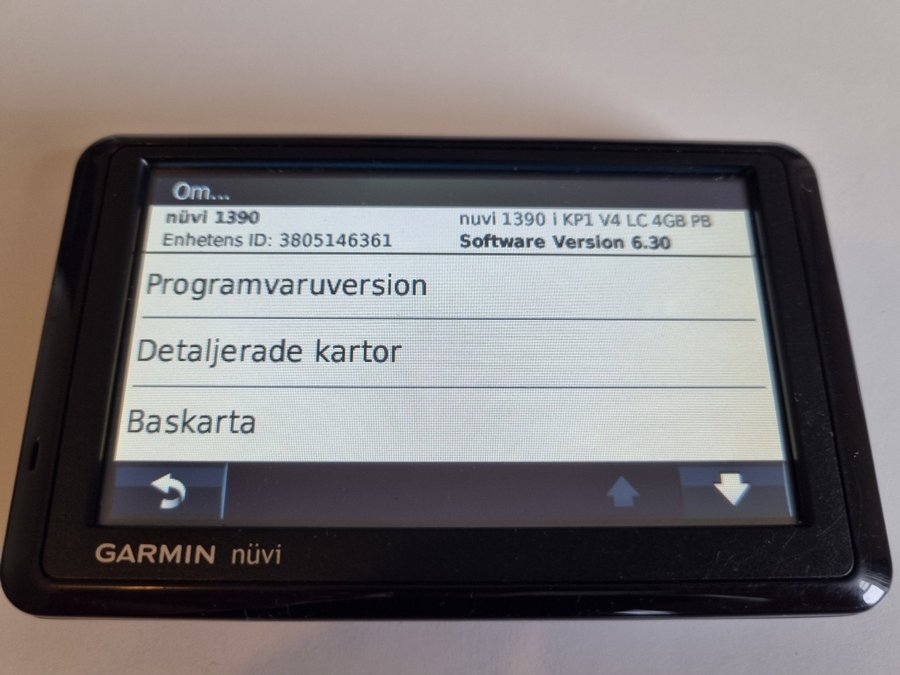 Om...
nüvi 1390
nuvi 1390 i KP1 V4 LC 4GB PB
Enhetens ID: 3805146361
Software Version 6.30
Programvaruversion
Detaljerade kartor
Baskarta
GARMIN nüvi